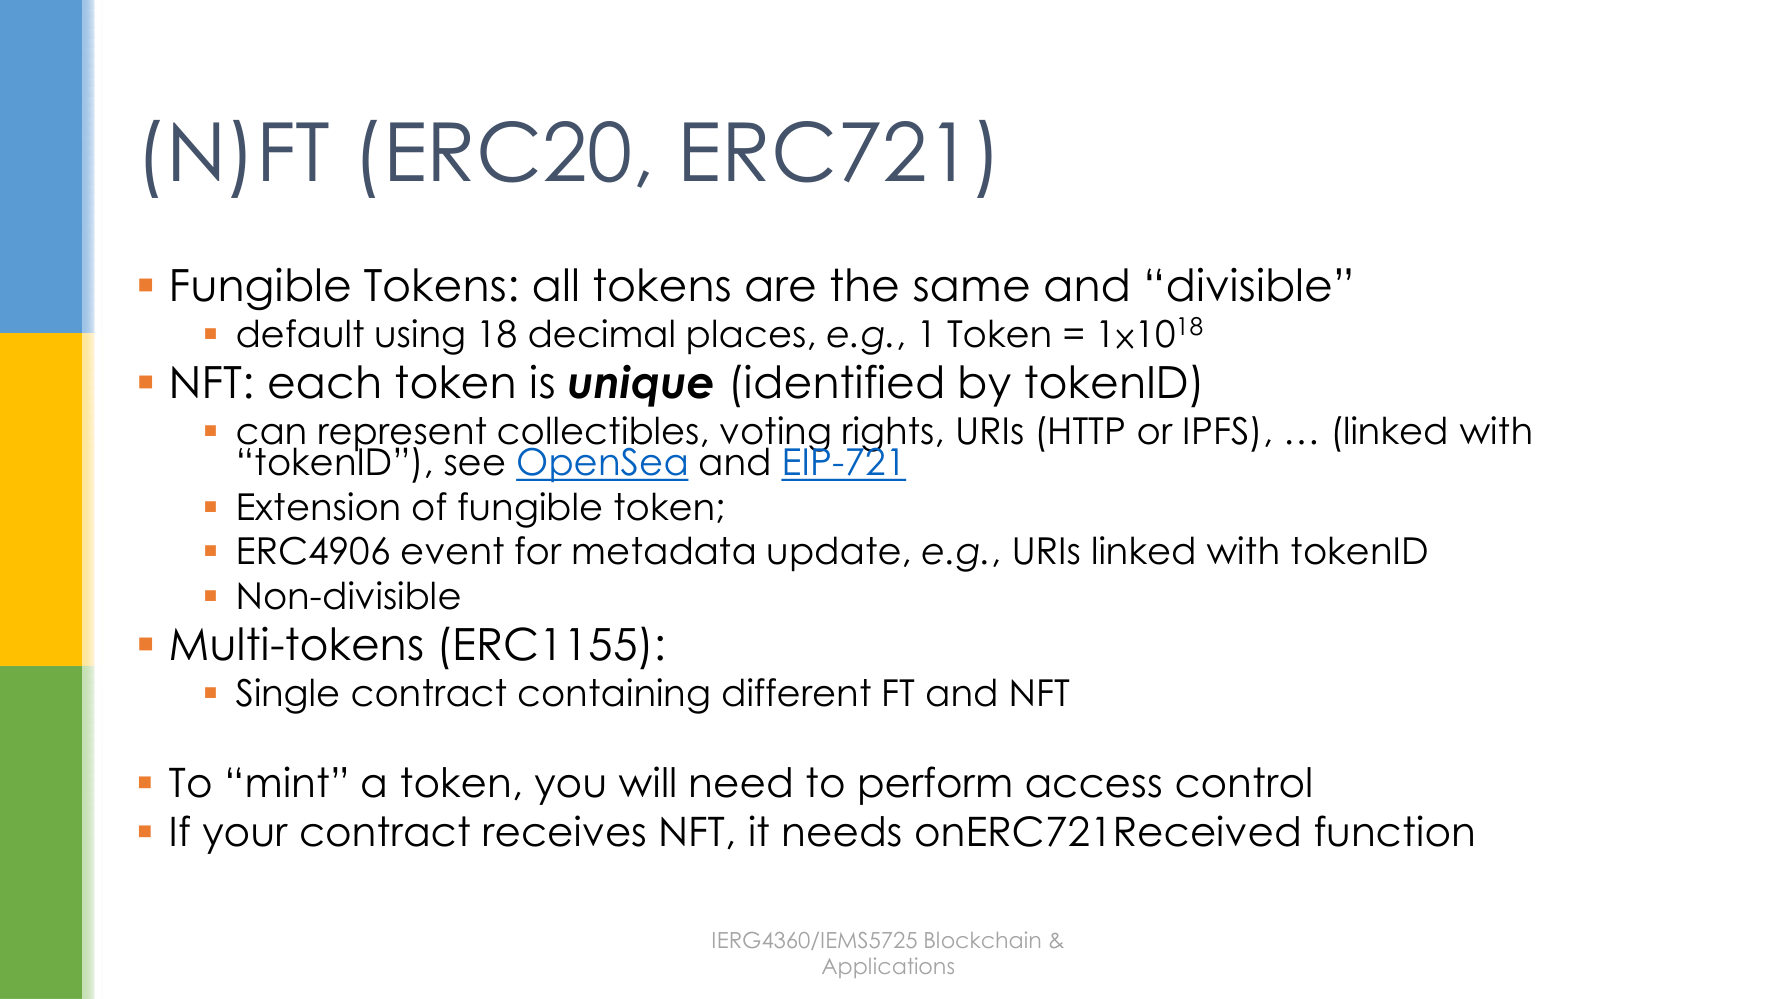 (N)FT (ERC20, ERC721)
▪ Fungible Tokens: all tokens are the same and “divisible”
▪ default using 18 decimal places, e.g., 1 Token = 1x10¹⁸
▪ NFT: each token is unique (identified by tokenID)
▪ can represent collectibles, voting rights, URIs (HTTP or IPFS), … (linked with
“tokenID”), see OpenSea and EIP-721
▪ Extension of fungible token;
▪ ERC4906 event for metadata update, e.g., URIs linked with tokenID
▪ Non-divisible
▪ Multi-tokens (ERC1155):
▪ Single contract containing different FT and NFT
▪ To “mint” a token, you will need to perform access control
▪ If your contract receives NFT, it needs onERC721Received function
IERG4360/IEMS5725 Blockchain &
Applications